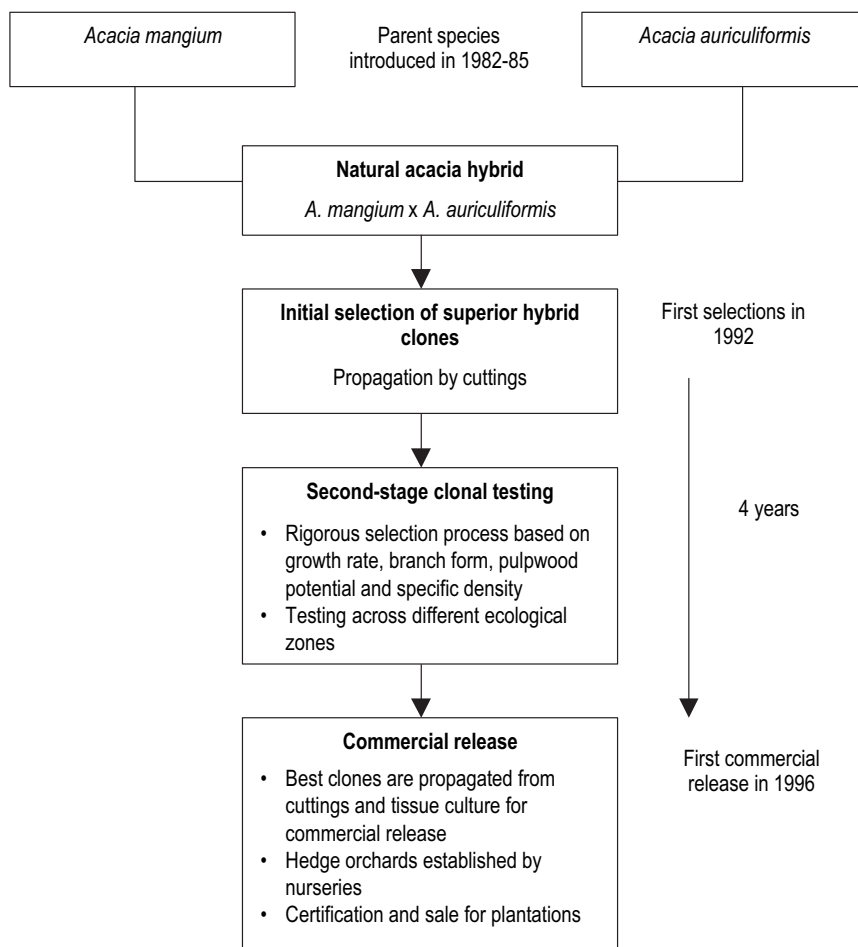 Acacia mangium
Parent species
introduced in 1982-85
Acacia auriculiformis
Natural acacia hybrid
A. mangium x A. auriculiformis
Initial selection of superior hybrid
clones
Propagation by cuttings
First selections in
1992
Second-stage clonal testing
• Rigorous selection process based on
growth rate, branch form, pulpwood
potential and specific density
• Testing across different ecological
zones
4 years
Commercial release
• Best clones are propagated from
cuttings and tissue culture for
commercial release
• Hedge orchards established by
nurseries
• Certification and sale for plantations
First commercial
release in 1996